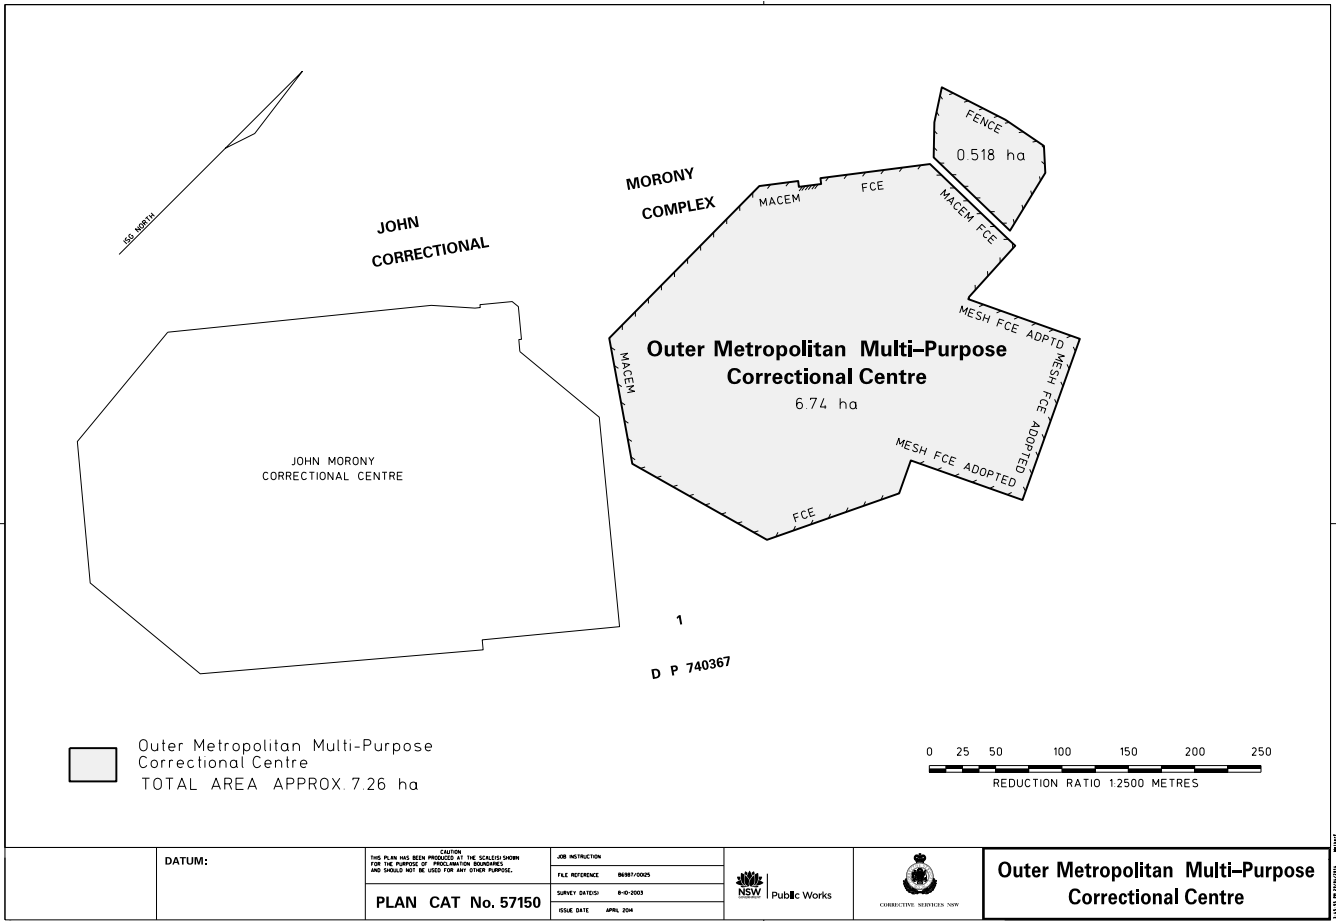 FENCE
0.518 ha
MORONY
COMPLEX
MACEM
FCE
MACEM FCE
ISG NORTH
JOHN
CORRECTIONAL
MESH FCE ADPTD
MACEM
Outer Metropolitan Multi–Purpose
Correctional Centre
6.74 ha
MESH FCE ADOPTED
MESH FCE ADOPTED
JOHN MORONY
CORRECTIONAL CENTRE
FCE
1
D P 740367
Outer Metropolitan Multi-Purpose
Correctional Centre
TOTAL AREA APPROX. 7.26 ha
0 25 50 100 150 200 250
REDUCTION RATIO 1:2500 METRES
DATUM:
CAUTION
THIS PLAN HAS BEEN PRODUCED AT THE SCALE(S) SHOWN
FOR THE PURPOSE OF PROCLAMATION BOUNDARIES
AND SHOULD NOT BE USED FOR ANY OTHER PURPOSE.
PLAN CAT No. 57150
JOB INSTRUCTION
FILE REFERENCE B6987/00125
SURVEY DATE(S) 8-10-2003
ISSUE DATE APRIL 2014
NSW
GOVERNMENT
Public Works
CORRECTIVE SERVICES NSW
Outer Metropolitan Multi–Purpose
Correctional Centre